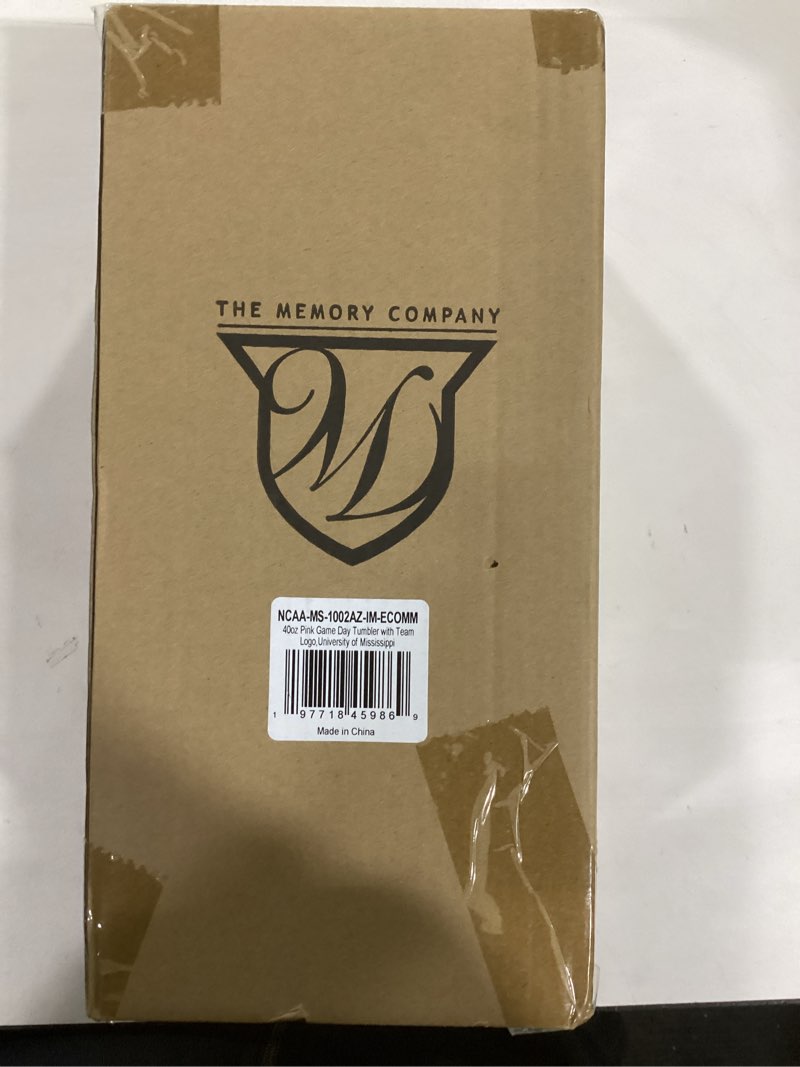 THE MEMORY COMPANY
M
NCAA-MS-1002AZ-IM-ECOMM
40oz Pink Game Day Tumbler with Team
Logo,University of Mississippi
1 97718 45986 9
Made in China